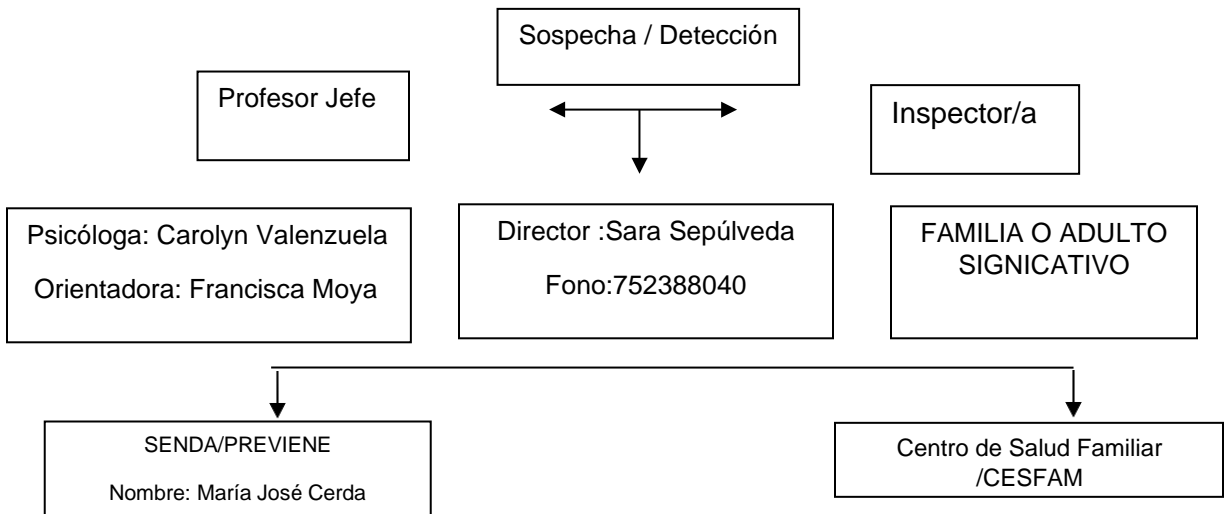 Sospecha / Detección
Profesor Jefe
Inspector/a
Psicóloga: Carolyn Valenzuela
Orientadora: Francisca Moya
Director :Sara Sepúlveda
Fono:752388040
FAMILIA O ADULTO
SIGNICATIVO
SENDA/PREVIENE
Nombre: María José Cerda
Centro de Salud Familiar
/CESFAM